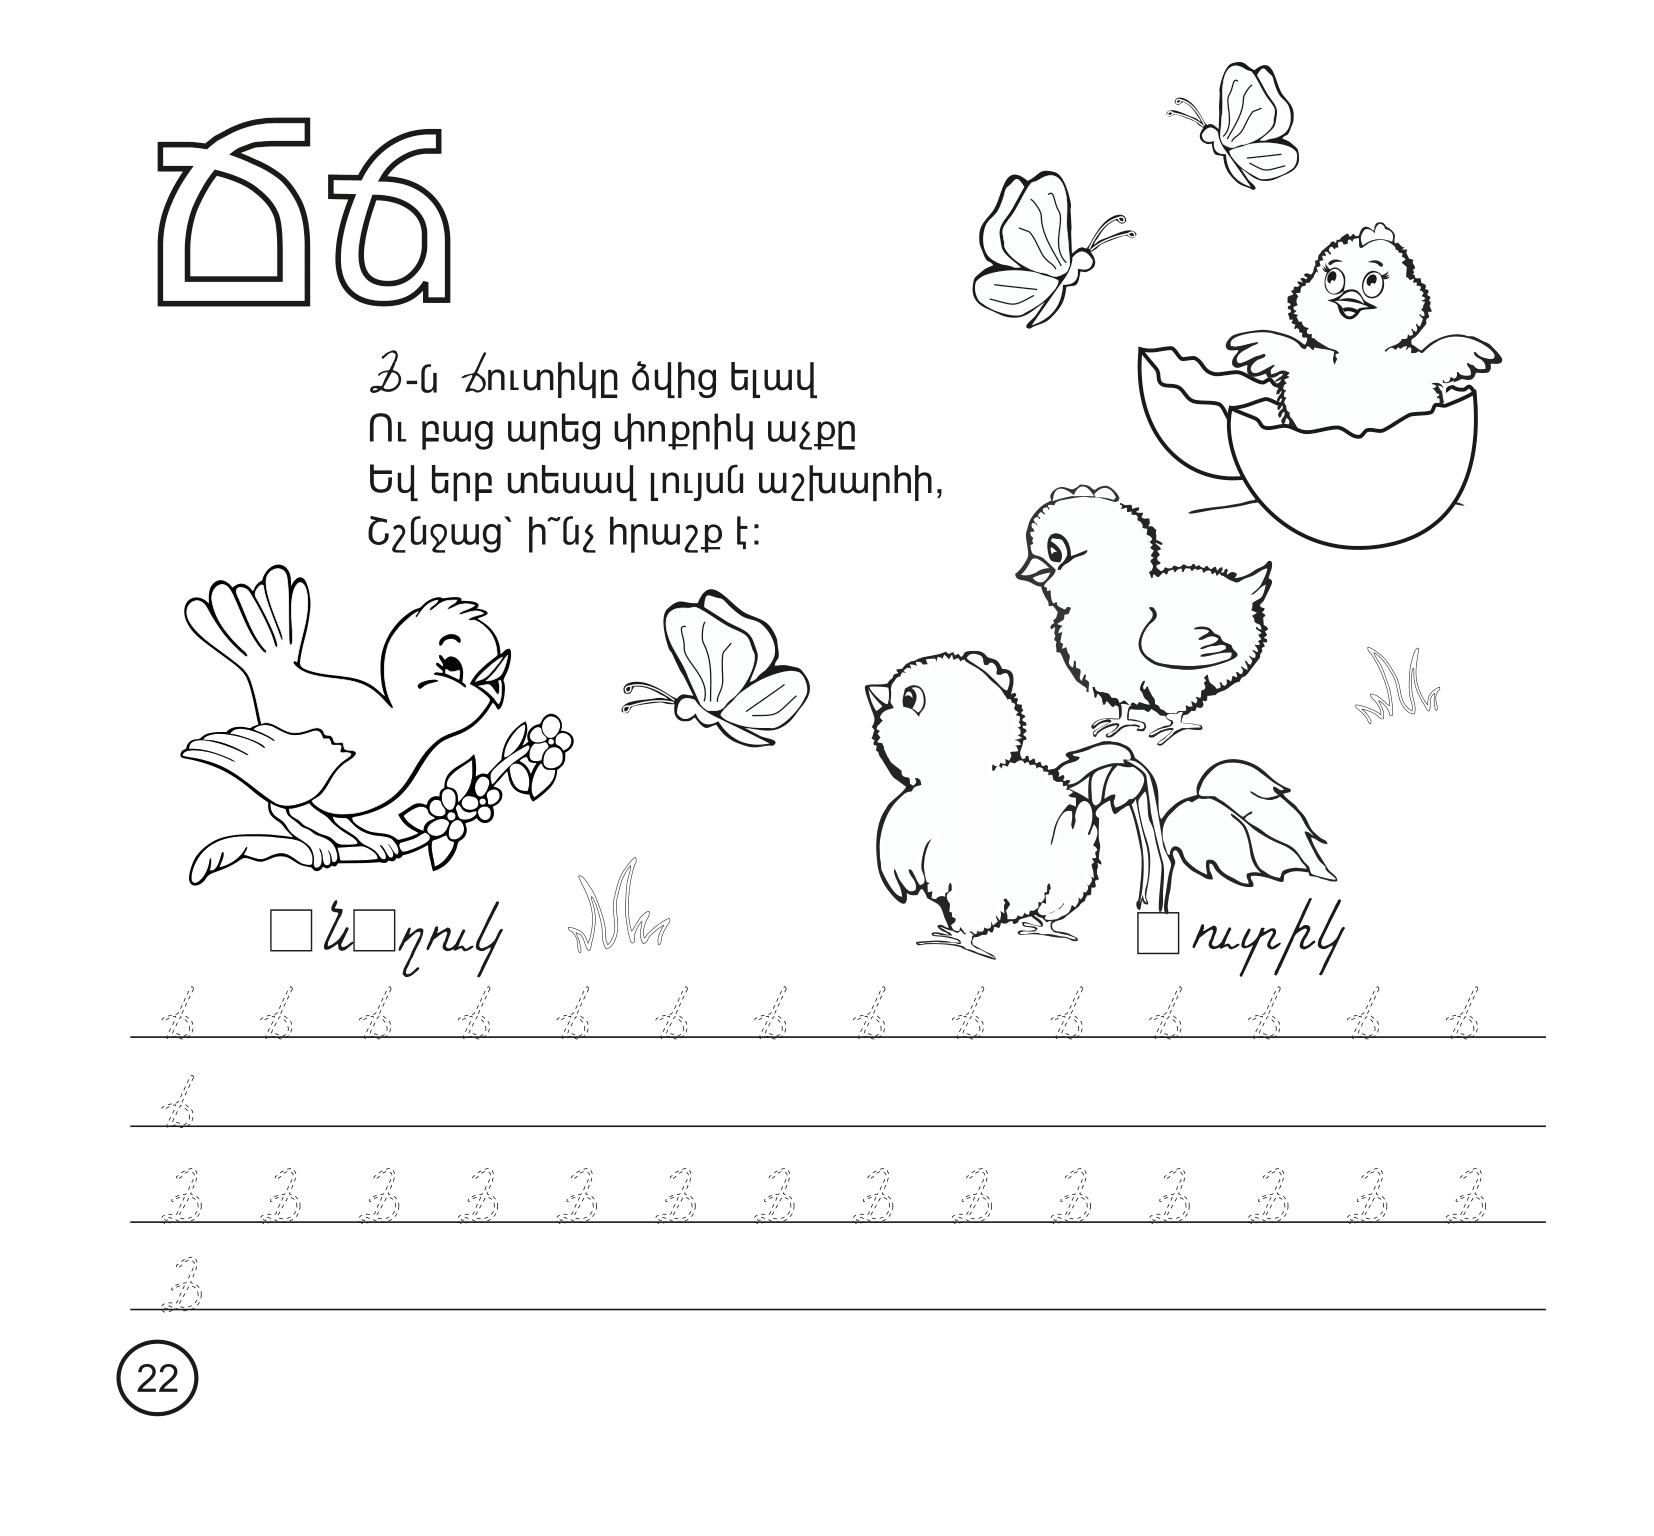 Ճճ
Ճ-ն ճուտիկը ձվից ելավ
Ու բաց արեց փոքրիկ աչքը
Եվ երբ տեսավ լույսն աշխարհի,
Շշնջաց՝ ի՜նչ հրաշք է:
□ ն□ղուկ □ ուտիկ
ճ ճ ճ ճ ճ ճ ճ ճ ճ ճ ճ ճ ճ ճ
ճ
Ճ Ճ Ճ Ճ Ճ Ճ Ճ Ճ Ճ Ճ Ճ Ճ Ճ Ճ
Ճ
22